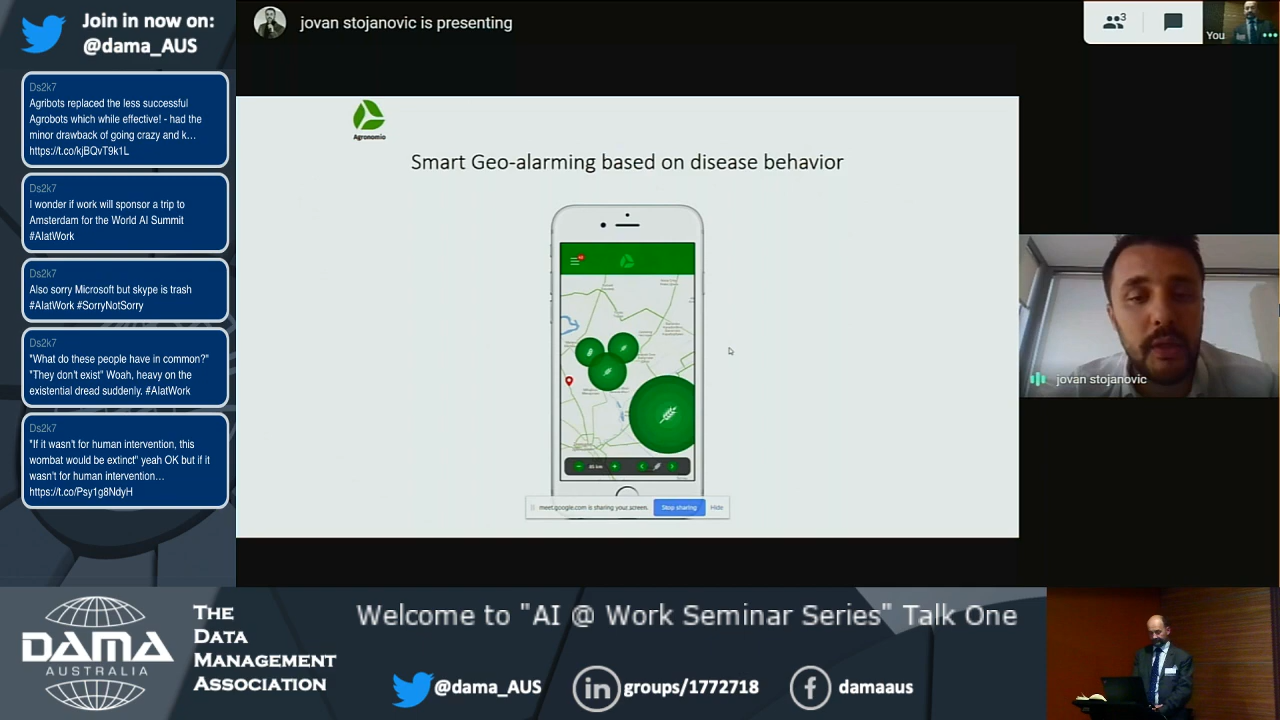 Join in now on:
@dama_AUS
Ds2k7
Agribots replaced the less successful
Agrobots which while effective! - had the
minor drawback of going crazy and k...
https://t.co/kjBQvT9k1L
Ds2k7
I wonder if work will sponsor a trip to
Amsterdam for the World AI Summit
#AIatWork
Ds2k7
Also sorry Microsoft but skype is trash
#AIatWork #SorryNotSorry
Ds2k7
"What do these people have in common?"
"They don't exist" Woah, heavy on the
existential dread suddenly. #AIatWork
Ds2k7
"If it wasn't for human intervention, this
wombat would be extinct" yeah OK but if it
wasn't for human intervention...
https://t.co/Psy1g8NdyH
jovan stojanovic is presenting
3
You
Agronomio
Smart Geo-alarming based on disease behavior
meet.google.com is sharing your screen.
Stop sharing
Hide
jovan stojanovic
DAMA
AUSTRALIA
THE
DATA
MANAGEMENT
ASSOCIATION
Welcome to "AI @ Work Seminar Series" Talk One
@dama_AUS
in
groups/1772718
f
damaaus